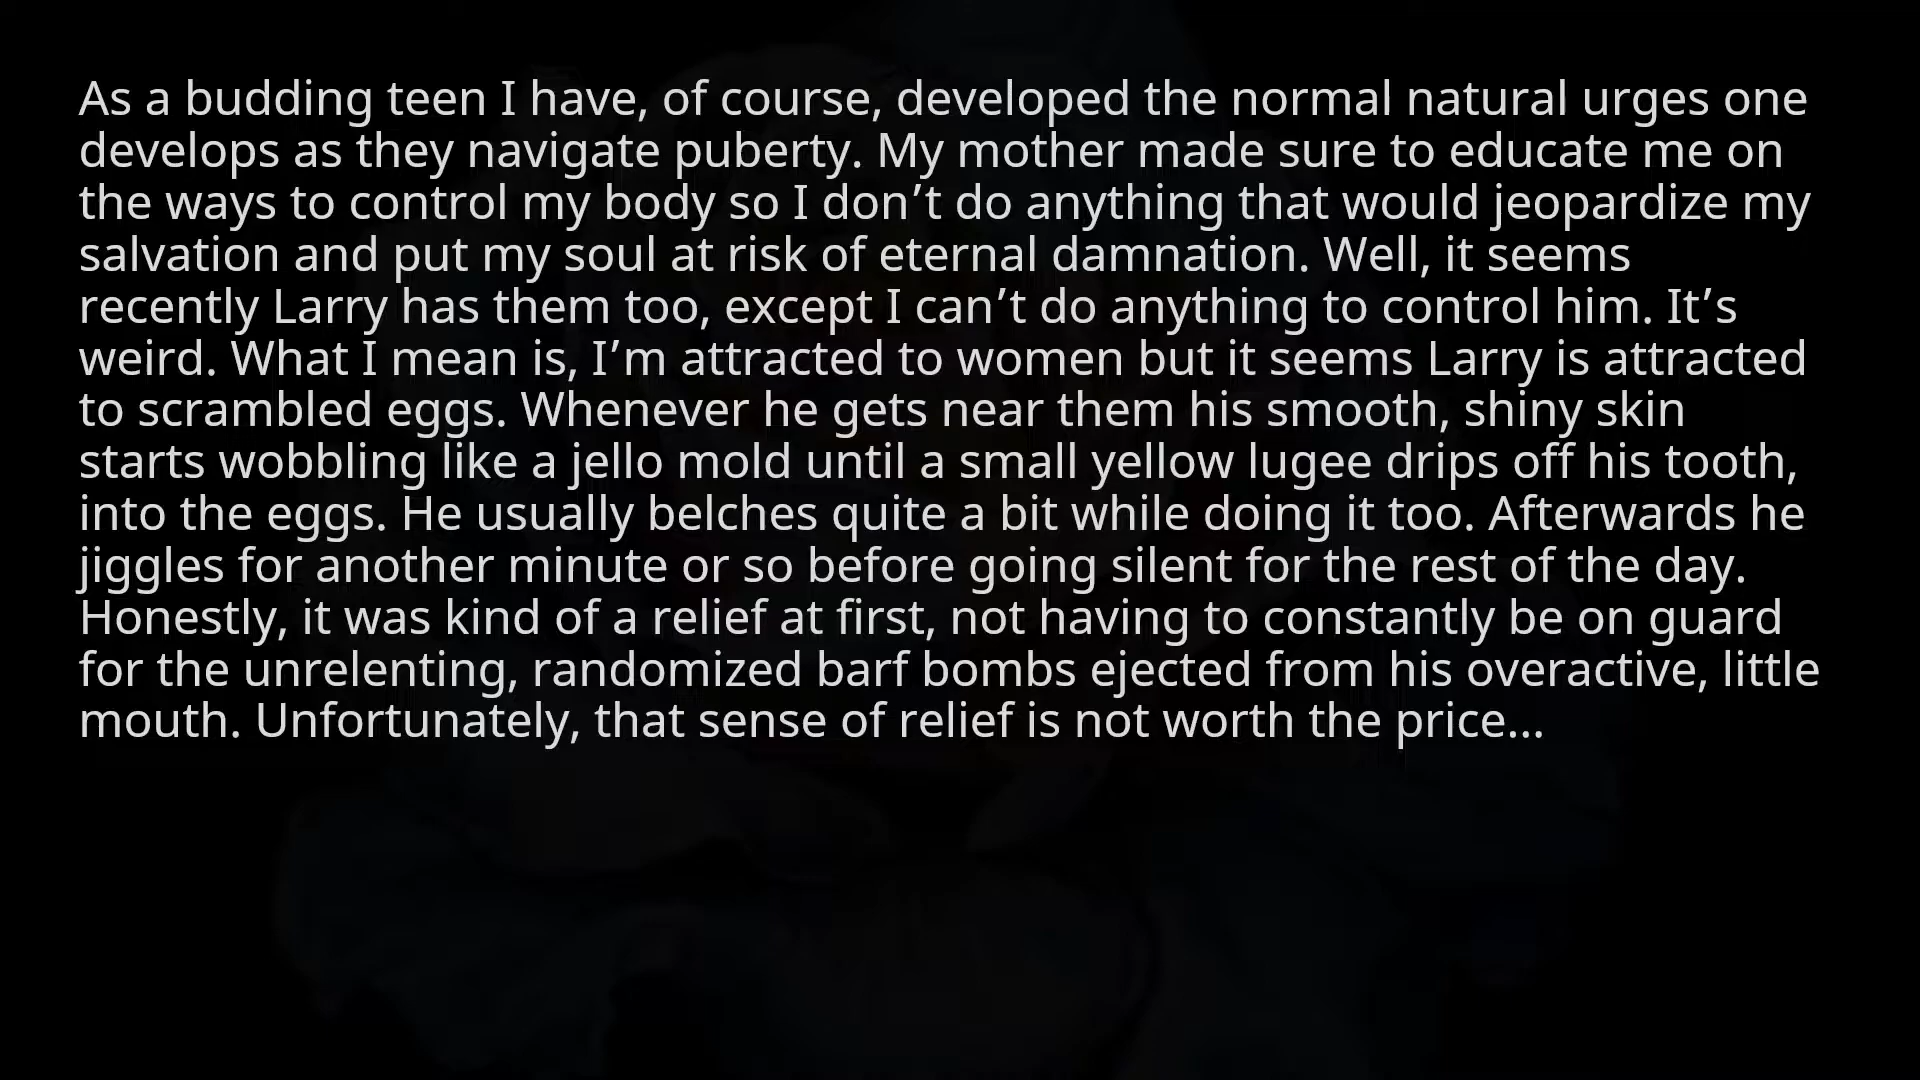 As a budding teen I have, of course, developed the normal natural urges one
develops as they navigate puberty. My mother made sure to educate me on
the ways to control my body so I don’t do anything that would jeopardize my
salvation and put my soul at risk of eternal damnation. Well, it seems
recently Larry has them too, except I can’t do anything to control him. It’s
weird. What I mean is, I’m attracted to women but it seems Larry is attracted
to scrambled eggs. Whenever he gets near them his smooth, shiny skin
starts wobbling like a jello mold until a small yellow lugee drips off his tooth,
into the eggs. He usually belches quite a bit while doing it too. Afterwards he
jiggles for another minute or so before going silent for the rest of the day.
Honestly, it was kind of a relief at first, not having to constantly be on guard
for the unrelenting, randomized barf bombs ejected from his overactive, little
mouth. Unfortunately, that sense of relief is not worth the price...